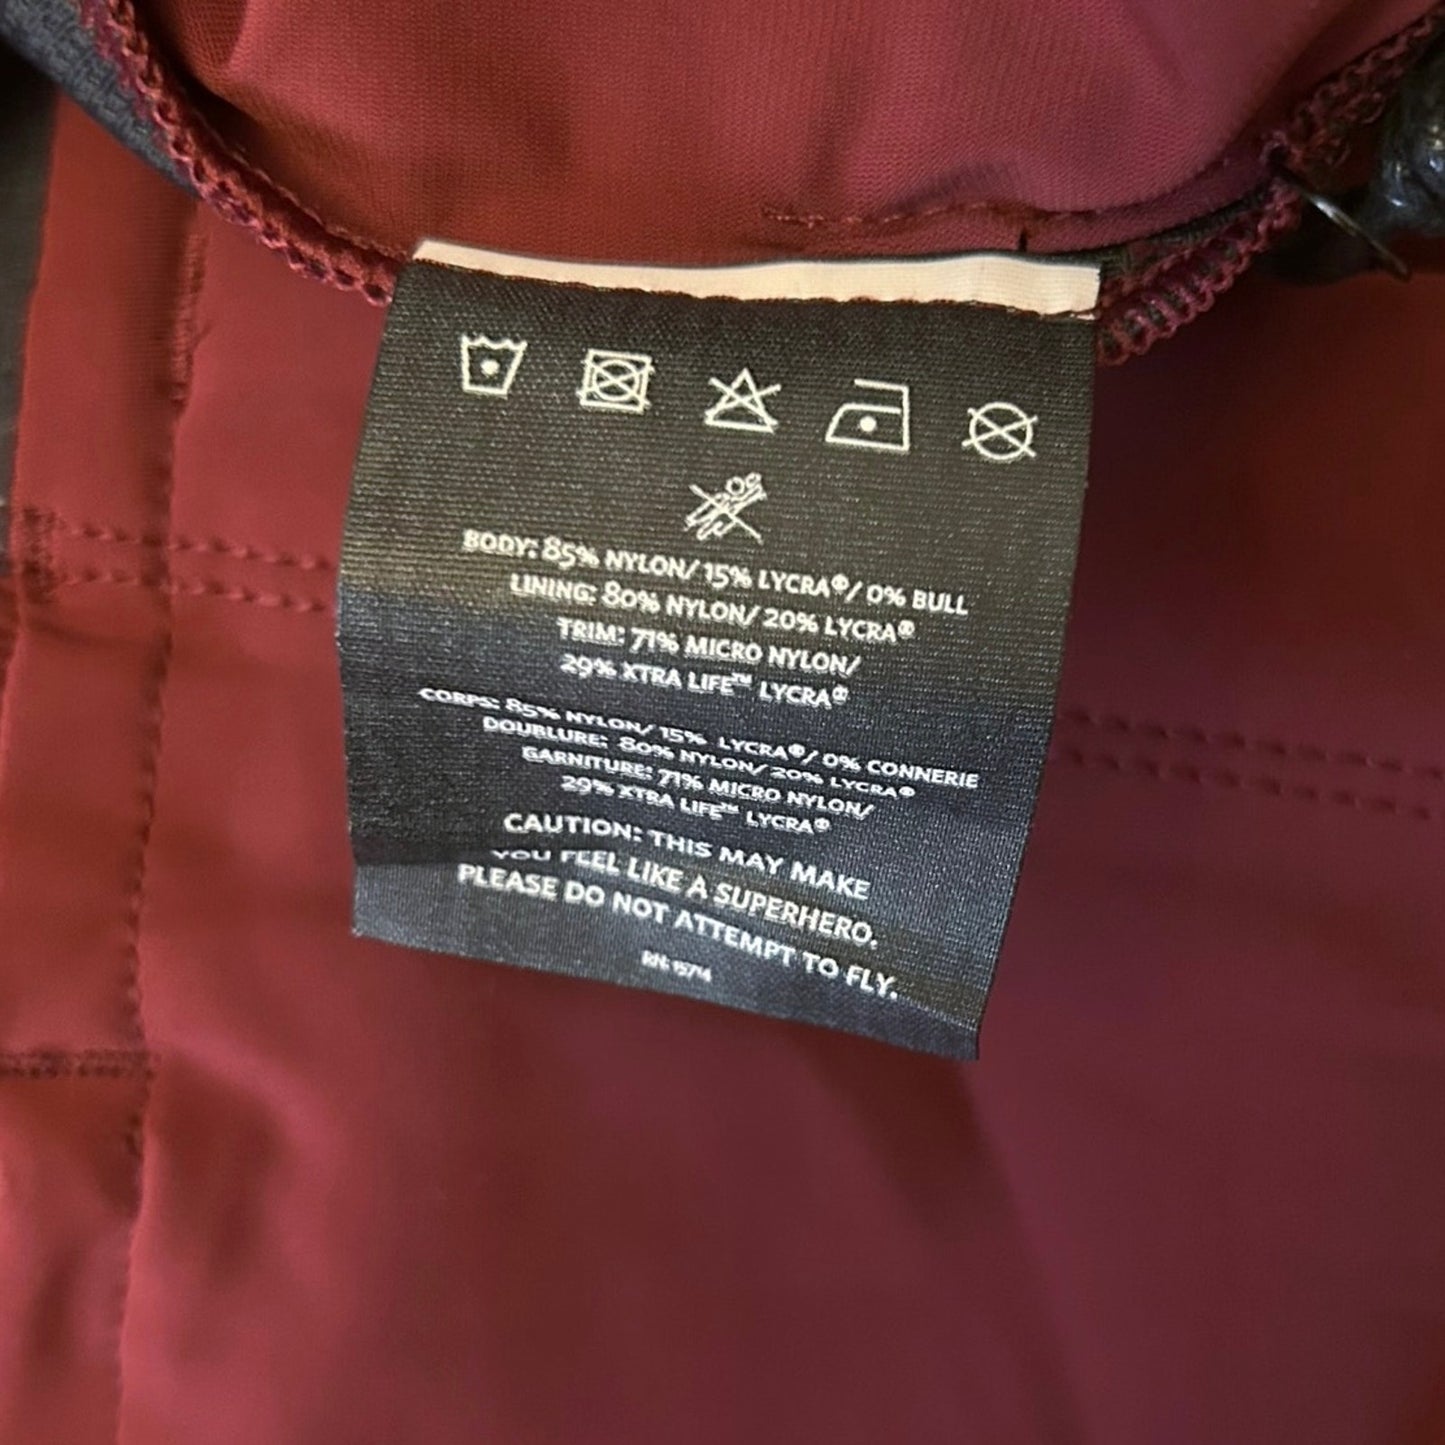 BODY: 85% NYLON/ 15% LYCRA®/ 0% BULL
LINING: 80% NYLON/ 20% LYCRA®
TRIM: 71% MICRO NYLON/
29% XTRA LIFE™ LYCRA®
CORPS: 85% NYLON/ 15% LYCRA®/ 0% CONNERIE
DOUBLURE: 80% NYLON/ 20% LYCRA®
GARNITURE: 71% MICRO NYLON/
29% XTRA LIFE™ LYCRA®
CAUTION: THIS MAY MAKE
YOU FEEL LIKE A SUPERHERO.
PLEASE DO NOT ATTEMPT TO FLY.
RN: 15714